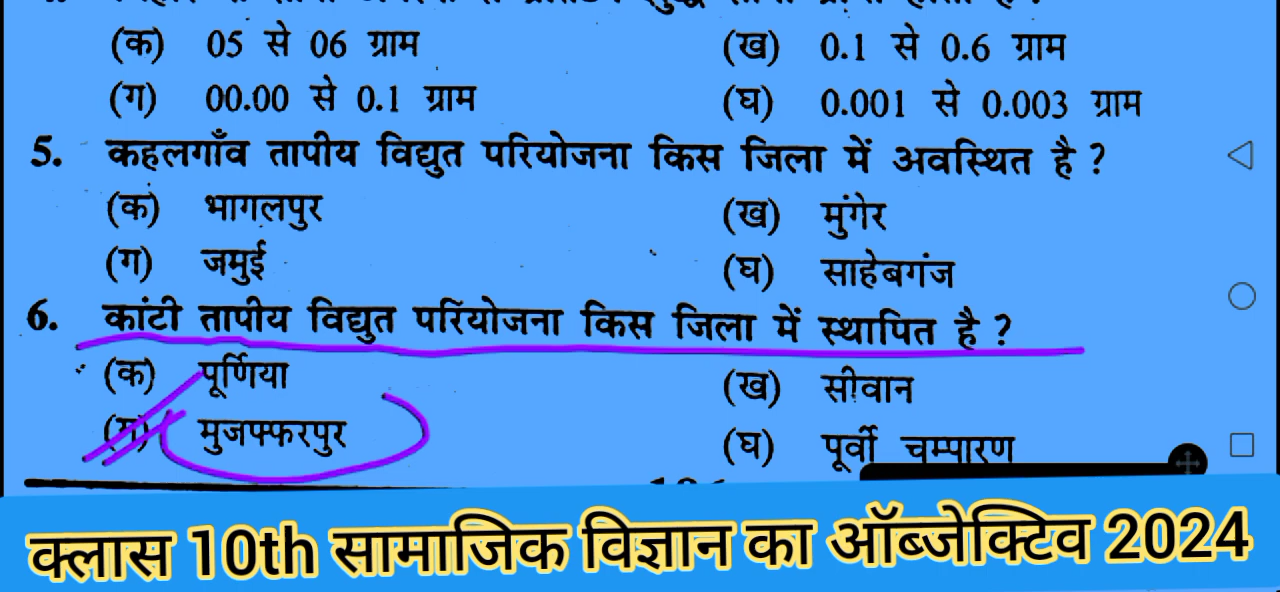 (क) 05 से 06 ग्राम (ख) 0.1 से 0.6 ग्राम
(ग) 00.00 से 0.1 ग्राम (घ) 0.001 से 0.003 ग्राम
5. कहलगाँव तापीय विद्युत परियोजना किस जिला में अवस्थित है ?
(क) भागलपुर (ख) मुंगेर
(ग) जमुई (घ) साहेबगंज
6. कांटी तापीय विद्युत परियोजना किस जिला में स्थापित है ?
(क) पूर्णिया (ख) सीवान
(ग) मुजफ्फरपुर (घ) पूर्वी चम्पारण
क्लास 10th सामाजिक विज्ञान का ऑब्जेक्टिव 2024